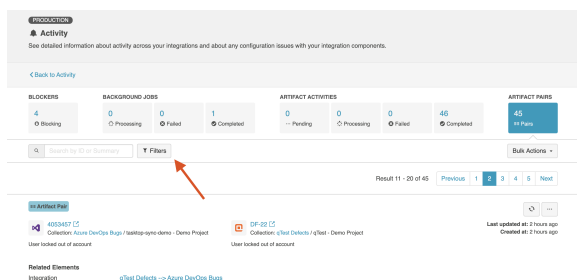 PRODUCTION
Activity
See detailed information about activity across your integrations and about any configuration issues with your integration components.
Back to Activity
BLOCKERS BACKGROUND JOBS ARTIFACT ACTIVITIES ARTIFACT PAIRS
4 0 0 1 0 0 0 46 45
Blocking Processing Failed Completed Pending Processing Failed Completed Pairs
Search by ID or Summary Filters Bulk Actions
Result 11 - 20 of 45 Previous 1 2 3 4 5 Next
Artifact Pair
4053457 DF-22 Last updated at: 2 hours ago
Collection: Azure DevOps Bugs / tasktop-sync-demo - Demo Project Collection: qTest Defects / qTest - Demo Project Created at: 2 hours ago
User locked out of account User locked out of account
Related Elements
Integration qTest Defects --> Azure DevOps Bugs